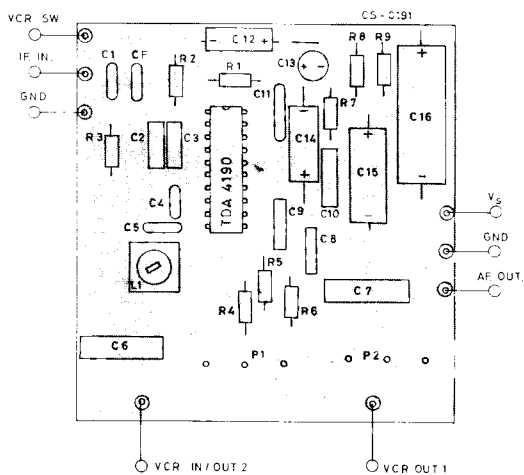 VCR SW
CS-0191
IF IN.
C1
CF
R2
C12
R8
R9
R1
C13
GND
C11
R7
C16
R3
C2
C3
TDA 4190
C14
C15
C4
C9
C10
Vs
C5
C8
GND
L1
R5
AF OUT
R4
R6
C7
C6
P1
P2
VCR IN/OUT 2
VCR OUT 1